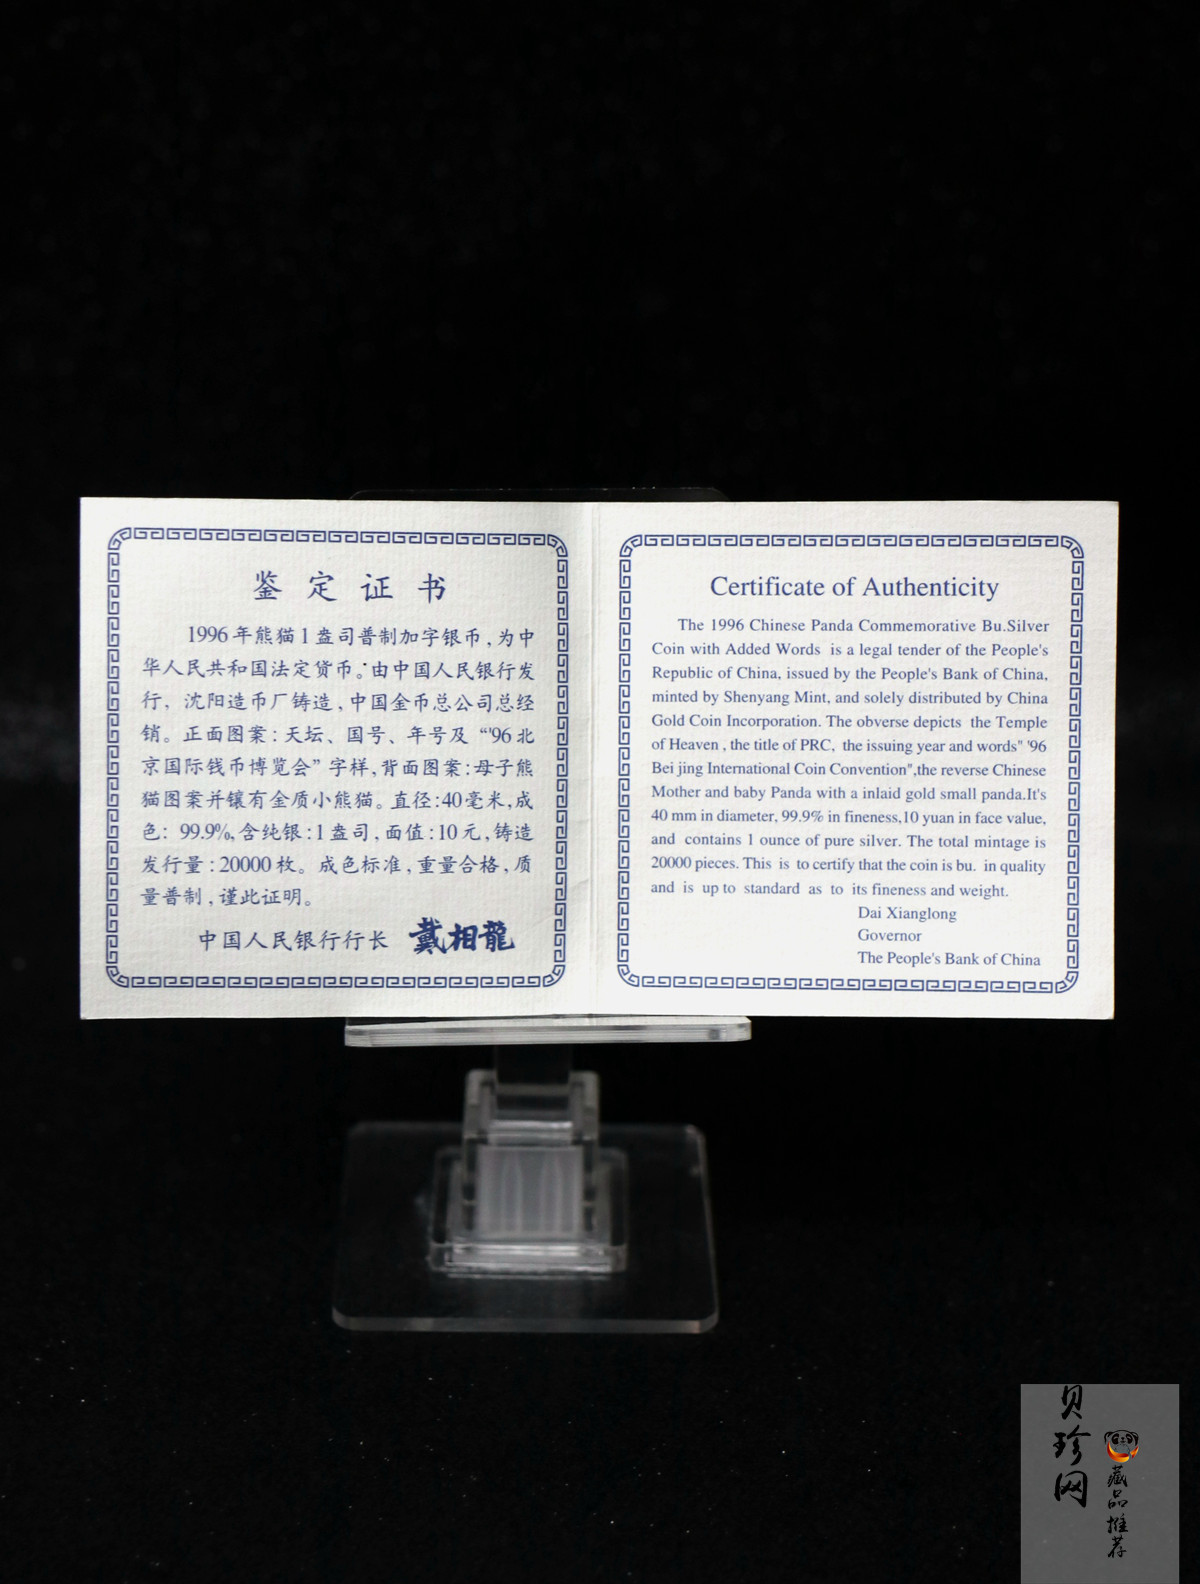 鉴定证书
1996年熊猫1盎司普制加字银币,为中
华人民共和国法定货币。由中国人民银行发
行, 沈阳造币厂铸造,中国金币总公司总经
销。正面图案:天坛、国号、年号及“'96北
京国际钱币博览会”字样,背面图案:母子熊
猫图案并镶有金质小熊猫。直径:40毫米,成
色: 99.9%,含纯银:1盎司,面值:10元,铸造
发行量:20000枚。成色标准,重量合格,质
量普制,谨此证明。
中国人民银行行长 戴相龍
Certificate of Authenticity
The 1996 Chinese Panda Commemorative Bu.Silver
Coin with Added Words is a legal tender of the People's
Republic of China, issued by the People's Bank of China,
minted by Shenyang Mint, and solely distributed by China
Gold Coin Incorporation. The obverse depicts the Temple
of Heaven , the title of PRC, the issuing year and words" '96
Bei jing International Coin Convention",the reverse Chinese
Mother and baby Panda with a inlaid gold small panda.It's
40 mm in diameter, 99.9% in fineness,10 yuan in face value,
and contains 1 ounce of pure silver. The total mintage is
20000 pieces. This is to certify that the coin is bu. in quality
and is up to standard as to its fineness and weight.
Dai Xianglong
Governor
The People's Bank of China
贝珍网
藏品推荐